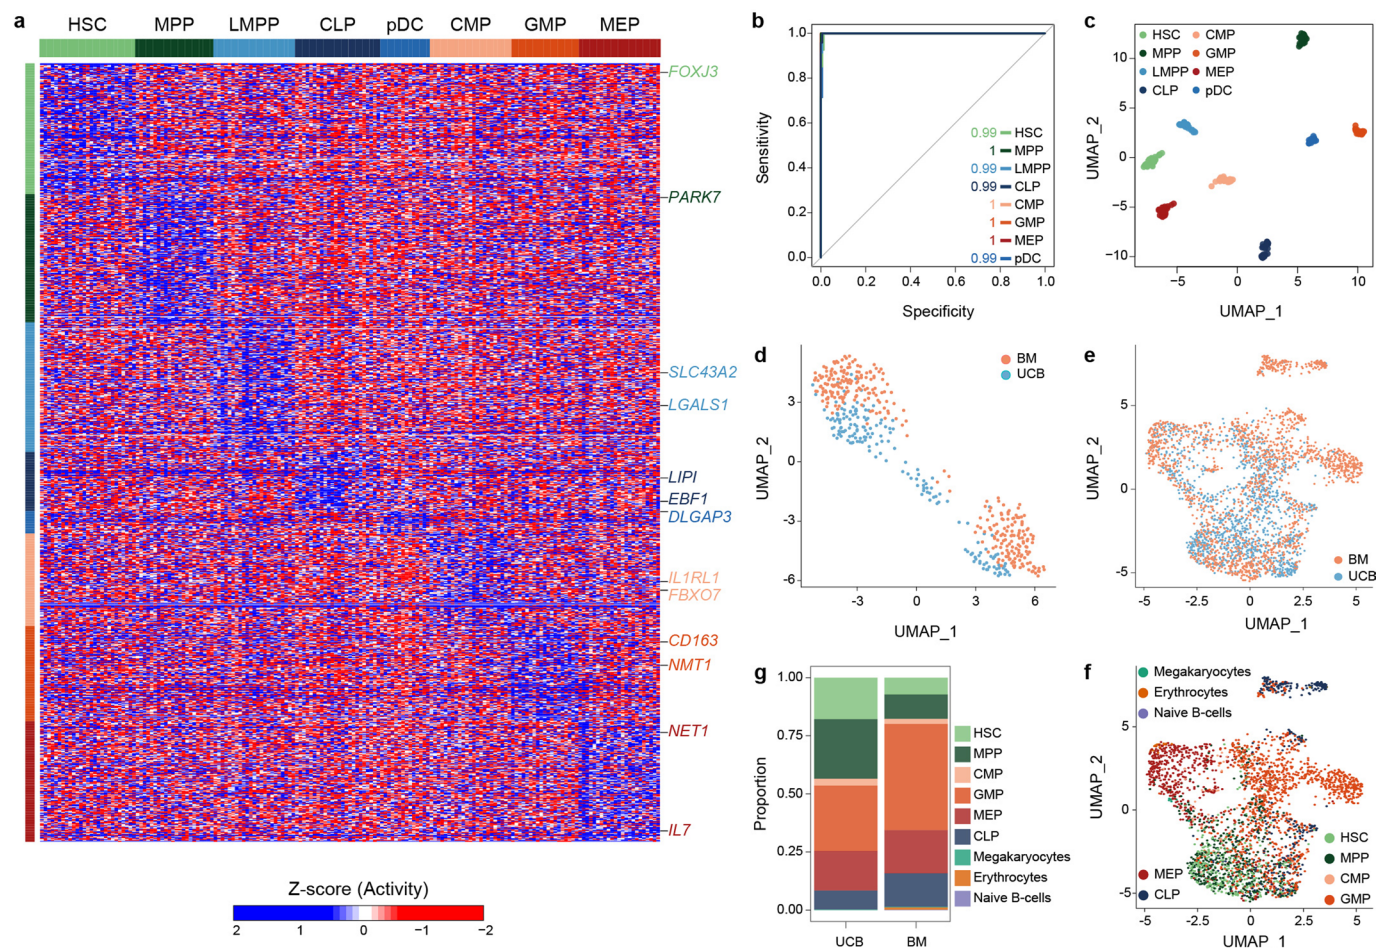 a
HSC MPP LMPP CLP pDC CMP GMP MEP
FOXJ3
PARK7
SLC43A2
LGALS1
LIPI
EBF1
DLGAP3
IL1RL1
FBXO7
CD163
NMT1
NET1
IL7
Z-score (Activity)
2 1 0 −1 −2
b
1.0
0.8
0.6
0.4
0.2
0.0
Sensitivity
0.99 HSC
1 MPP
0.99 LMPP
0.99 CLP
1 CMP
1 GMP
1 MEP
0.99 pDC
0.0 0.2 0.4 0.6 0.8 1.0
Specificity
c
HSC CMP
MPP GMP
LMPP MEP
CLP pDC
10
5
0
−5
−10
UMAP_2
−5 0 5 10
UMAP_1
d
BM
UCB
3
0
-3
-6
UMAP_2
-3 0 3 6
UMAP_1
e
5
0
-5
UMAP_2
BM
UCB
-5 -2.5 0 2.5 5
UMAP_1
g
1.00
0.75
0.50
0.25
0.00
Proportion
UCB BM
HSC
MPP
CMP
GMP
MEP
CLP
Megakaryocytes
Erythrocytes
Naive B-cells
f
Megakaryocytes
Erythrocytes
Naive B-cells
5
0
-5
UMAP_2
MEP
CLP
HSC
MPP
CMP
GMP
-5 -2.5 0 2.5 5
UMAP_1